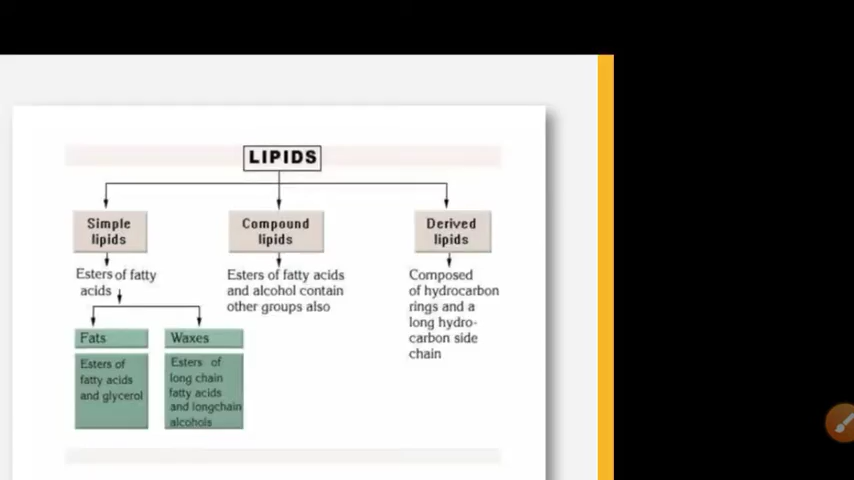 LIPIDS
Simple
lipids
Compound
lipids
Derived
lipids
Esters of fatty
acids
Esters of fatty acids
and alcohol contain
other groups also
Composed
of hydrocarbon
rings and a
long hydro-
carbon side
chain
Fats
Waxes
Esters of
fatty acids
and glycerol
Esters of
long chain
fatty acids
and longchain
alcohols